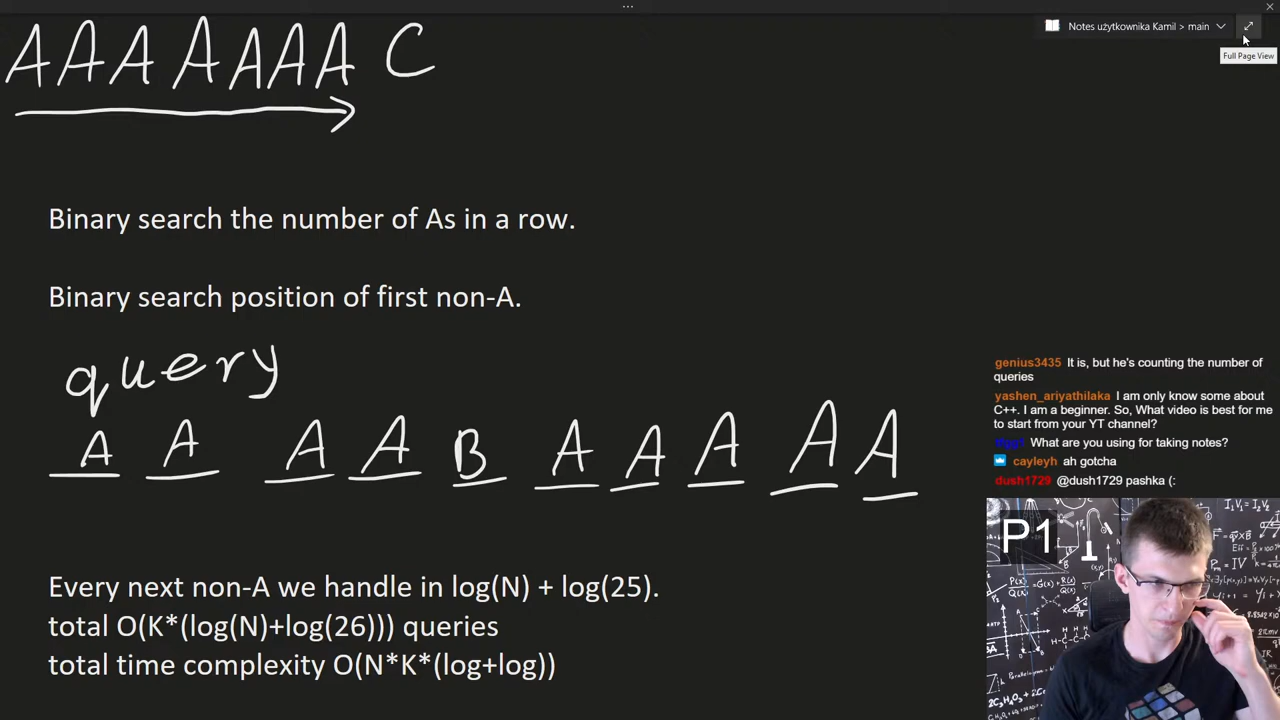 Notes użytkownika Kamil > main
Full Page View
A A A A A A A C
Binary search the number of As in a row.
Binary search position of first non-A.
query
A A A A B A A A A A
Every next non-A we handle in log(N) + log(25).
total O(K*(log(N)+log(26))) queries
total time complexity O(N*K*(log+log))
genius3435 It is, but he's counting the number of
queries
yashen_ariyathilaka I am only know some about
C++. I am a beginner. So, What video is best for me
to start from your YT channel?
What are you using for taking notes?
cayleyh ah gotcha
dush1729 @dush1729 pashka (:
P1